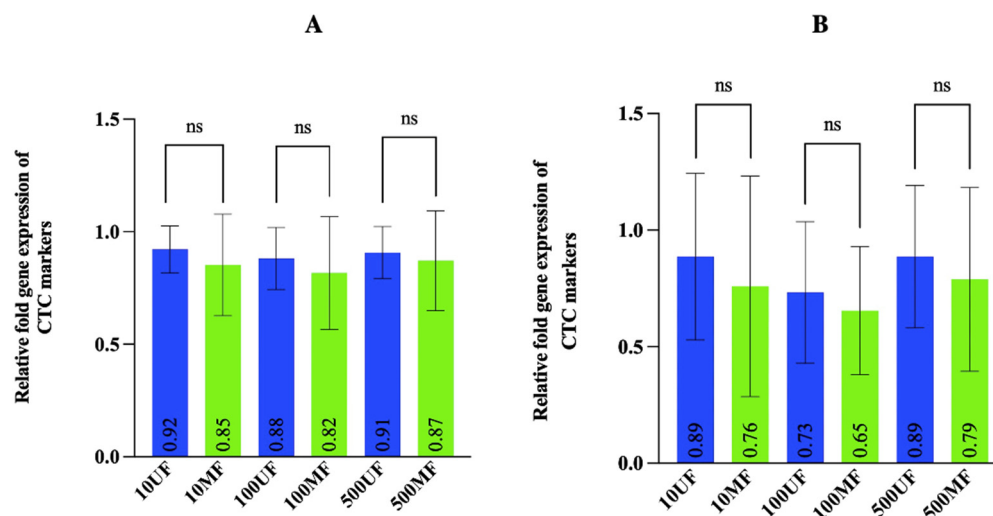 A
Relative fold gene expression of
CTC markers
1.5
1.0
0.5
0.0
ns
ns
ns
0.92
0.85
0.88
0.82
0.91
0.87
10UF
10MF
100UF
100MF
500UF
500MF
B
Relative fold gene expression of
CTC markers
1.5
1.0
0.5
0.0
ns
ns
ns
0.89
0.76
0.73
0.65
0.89
0.79
10UF
10MF
100UF
100MF
500UF
500MF